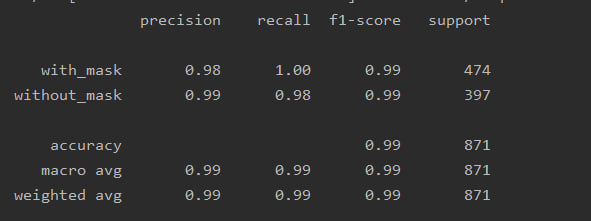 precision recall f1-score support
with_mask 0.98 1.00 0.99 474
without_mask 0.99 0.98 0.99 397
accuracy 0.99 871
macro avg 0.99 0.99 0.99 871
weighted avg 0.99 0.99 0.99 871